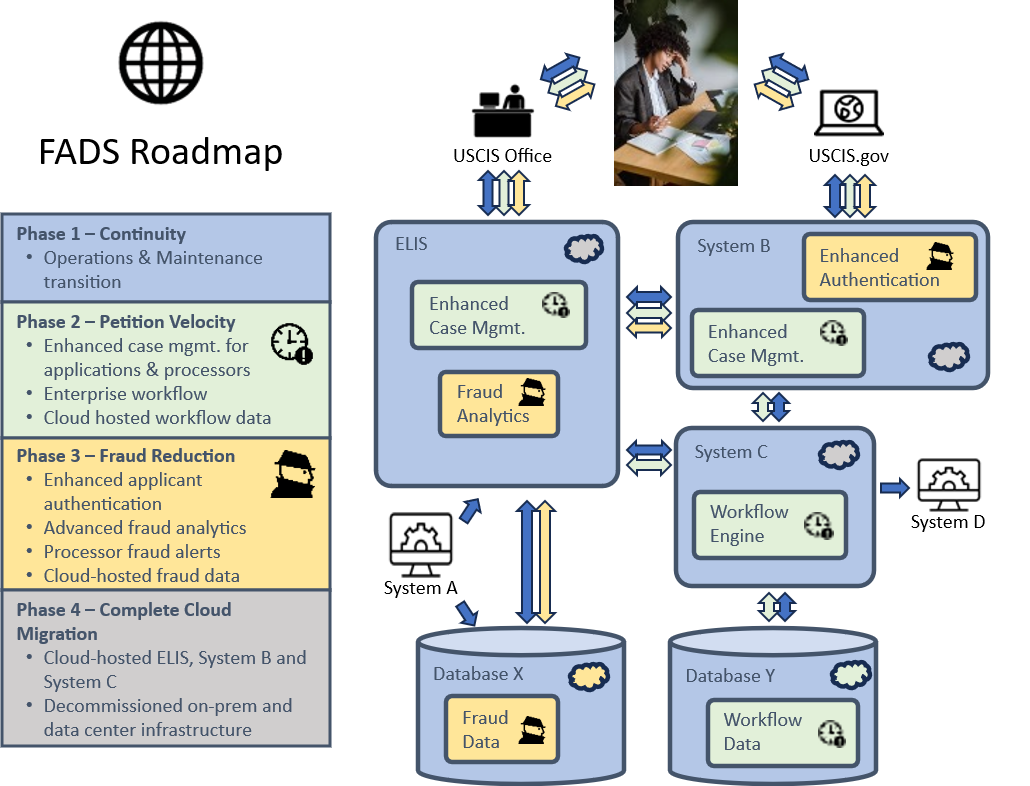 FADS Roadmap
Phase 1 – Continuity
• Operations & Maintenance
transition
Phase 2 – Petition Velocity
• Enhanced case mgmt. for
applications & processors
• Enterprise workflow
• Cloud hosted workflow data
Phase 3 – Fraud Reduction
• Enhanced applicant
authentication
• Advanced fraud analytics
• Processor fraud alerts
• Cloud-hosted fraud data
Phase 4 – Complete Cloud
Migration
• Cloud-hosted ELIS, System B and
System C
• Decommissioned on-prem and
data center infrastructure
USCIS Office
USCIS.gov
ELIS
Enhanced
Case Mgmt.
Fraud
Analytics
System B
Enhanced
Authentication
Enhanced
Case Mgmt.
System C
Workflow
Engine
System D
System A
Database X
Fraud
Data
Database Y
Workflow
Data